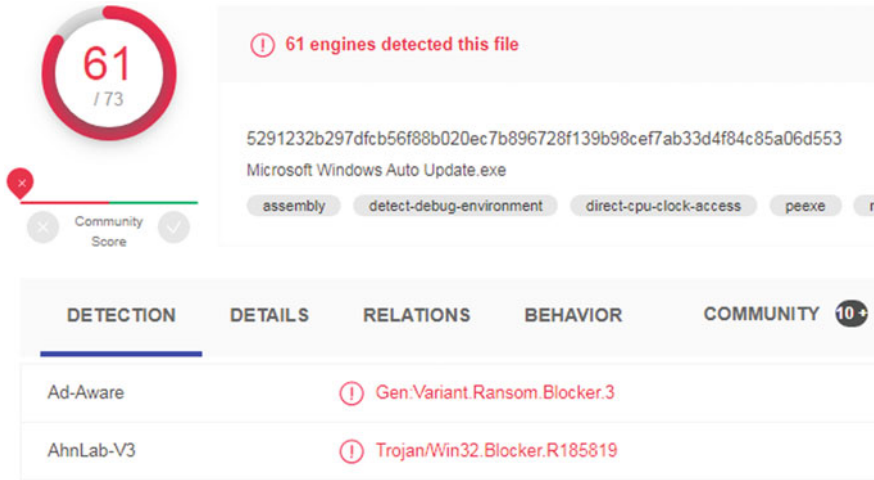 61
/ 73
Community
Score
61 engines detected this file
5291232b297dfcb56f88b020ec7b896728f139b98cef7ab33d4f84c85a06d553
Microsoft Windows Auto Update.exe
assembly detect-debug-environment direct-cpu-clock-access peexe
DETECTION DETAILS RELATIONS BEHAVIOR COMMUNITY 10+
Ad-Aware Gen:Variant.Ransom.Blocker.3
AhnLab-V3 Trojan/Win32.Blocker.R185819